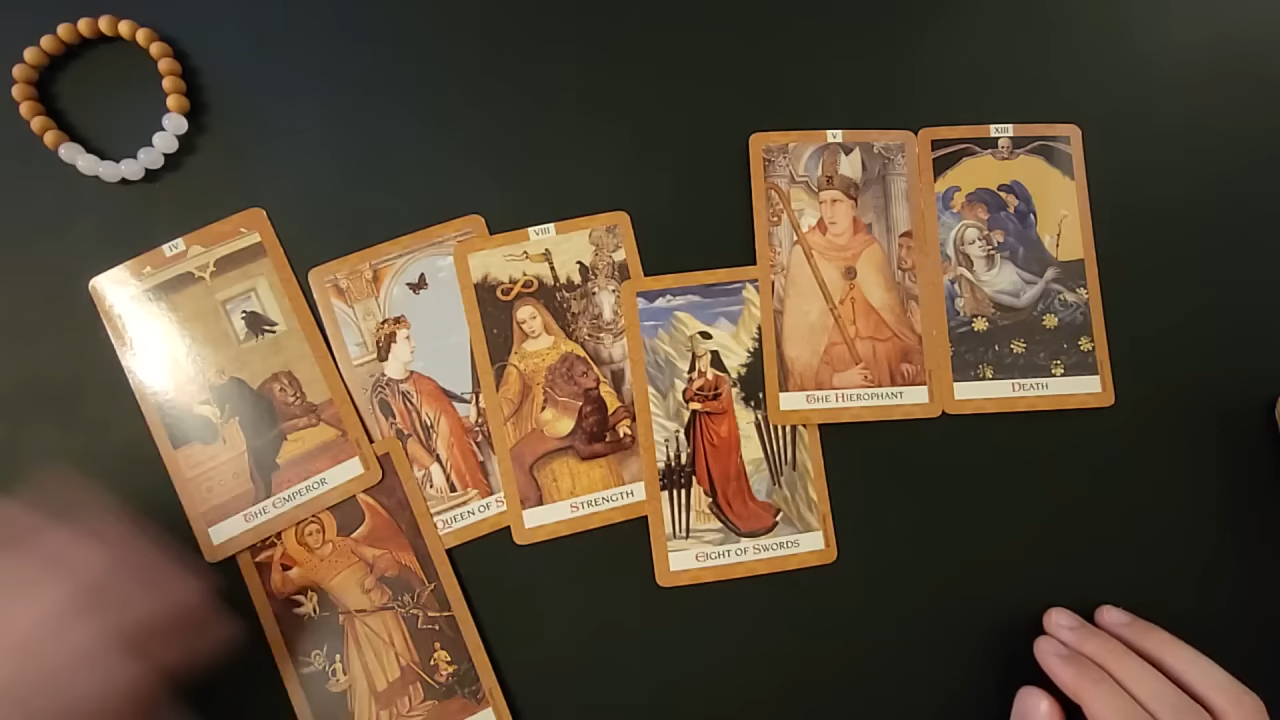 IV
THE EMPEROR
QUEEN OF S
VIII
STRENGTH
EIGHT OF SWORDS
V
THE HIEROPHANT
XIII
DEATH